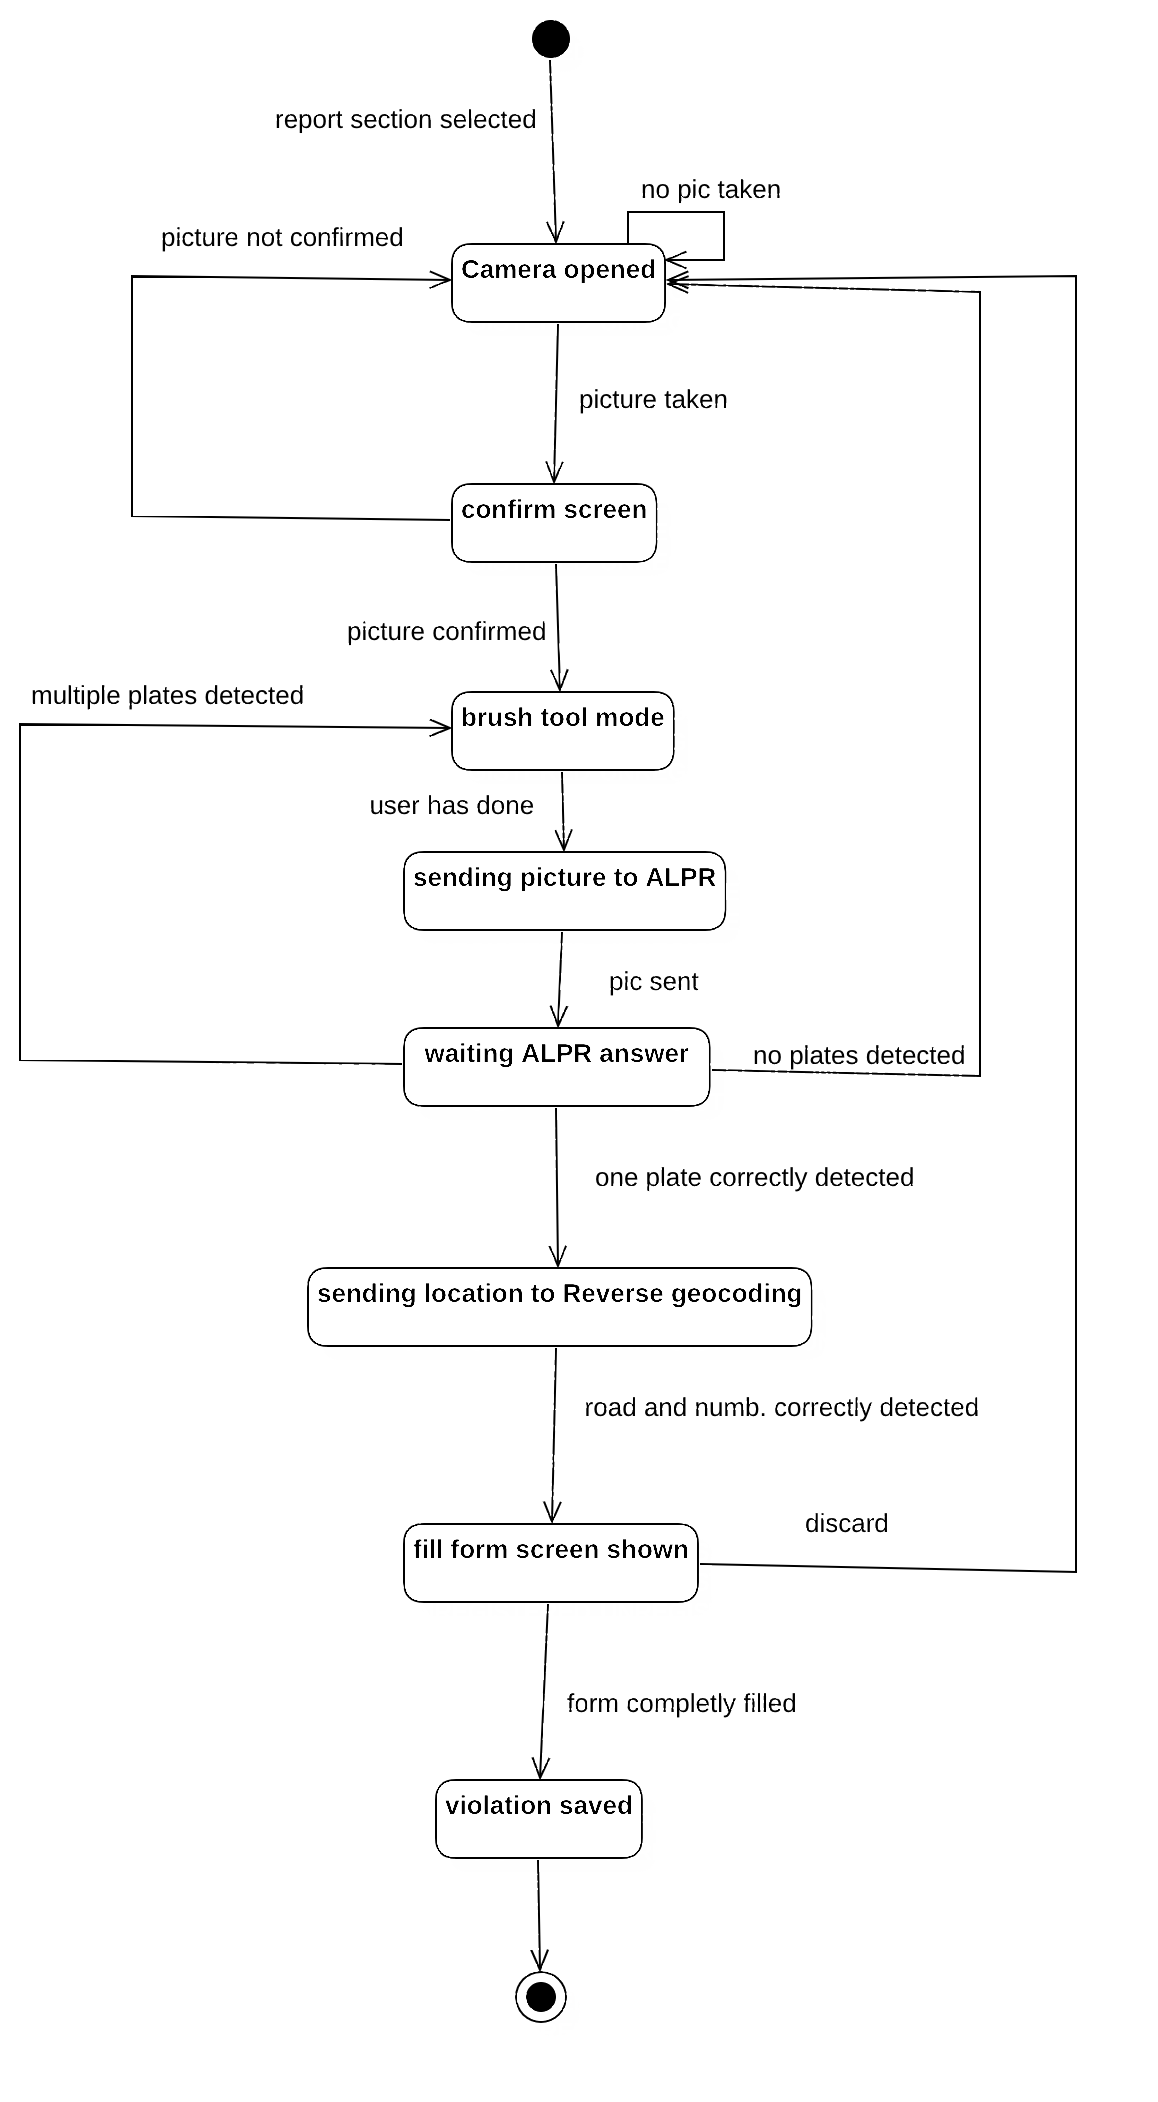 report section selected
no pic taken
picture not confirmed
Camera opened
picture taken
confirm screen
picture confirmed
multiple plates detected
brush tool mode
user has done
sending picture to ALPR
pic sent
waiting ALPR answer
no plates detected
one plate correctly detected
sending location to Reverse geocoding
road and numb. correctly detected
discard
fill form screen shown
form completly filled
violation saved